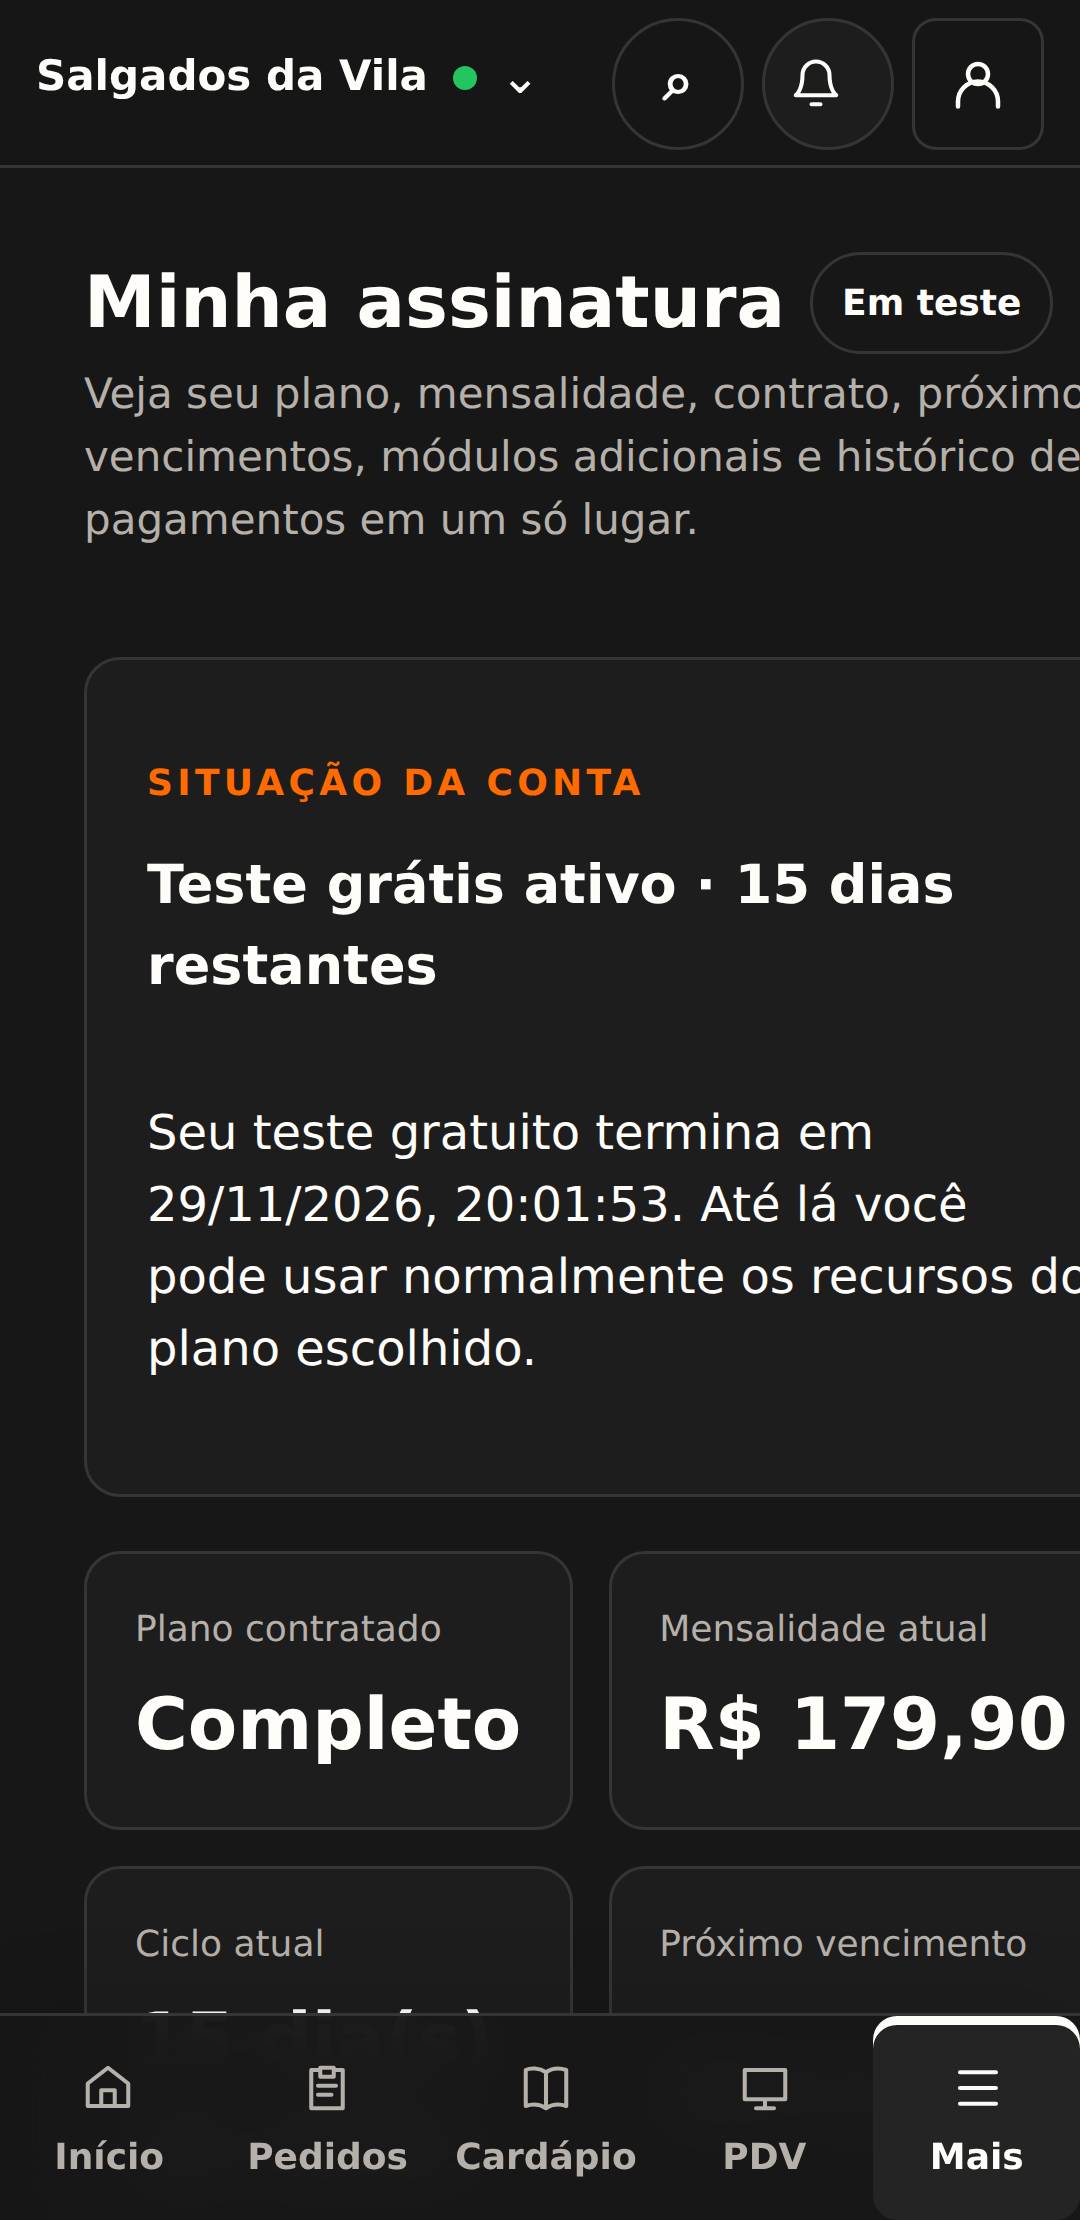 Salgados da Vila
Minha assinatura
Em teste
Veja seu plano, mensalidade, contrato, próximo
vencimentos, módulos adicionais e histórico de
pagamentos em um só lugar.
SITUAÇÃO DA CONTA
Teste grátis ativo · 15 dias
restantes
Seu teste gratuito termina em
29/11/2026, 20:01:53. Até lá você
pode usar normalmente os recursos do
plano escolhido.
Plano contratado
Completo
Mensalidade atual
R$ 179,90
Ciclo atual
15 dia(s)
Próximo vencimento
Início
Pedidos
Cardápio
PDV
Mais